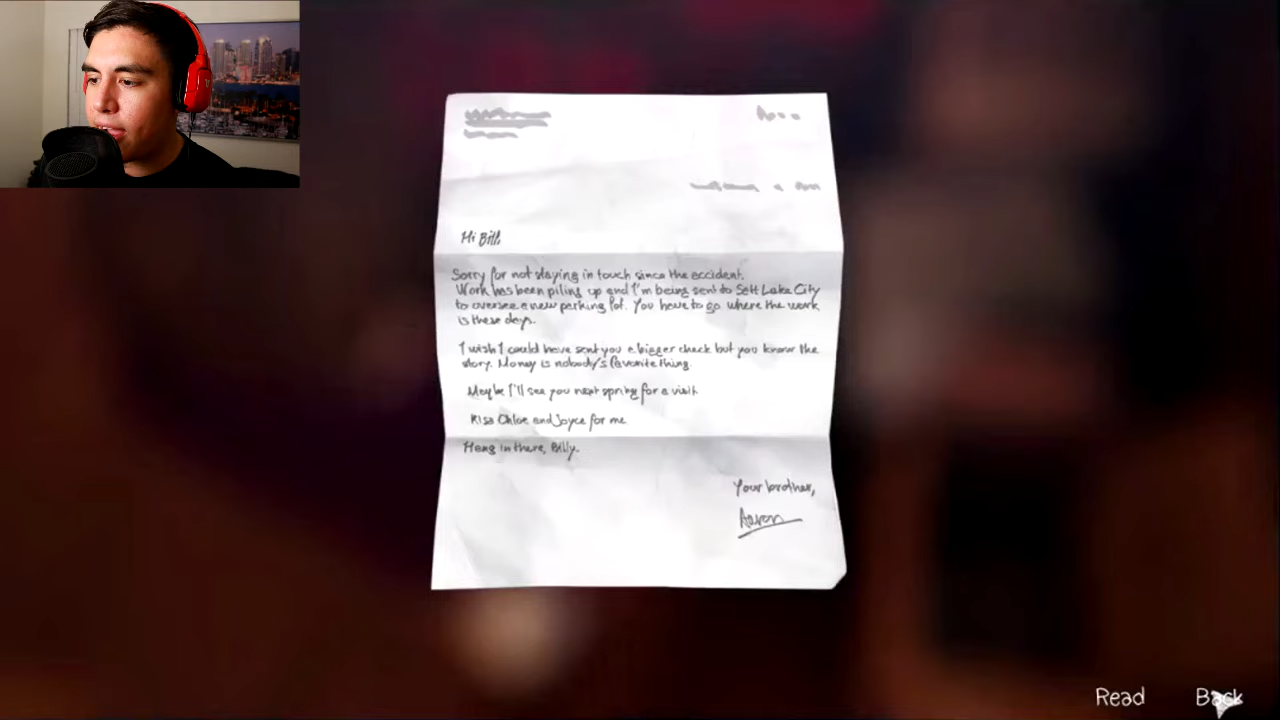 Hi Bill
Sorry for not staying in touch since the accident.
Work has been piling up and I'm being sent to Salt Lake City
to oversee a new parking lot. You have to go where the work
is these days.
I wish I could have sent you a bigger check but you know the
story. Money is nobody's favorite thing.
Maybe I'll see you next spring for a visit.
Kiss Chloe and Joyce for me
Hang in there, Billy.
Your brother,
Aaron
Read Back